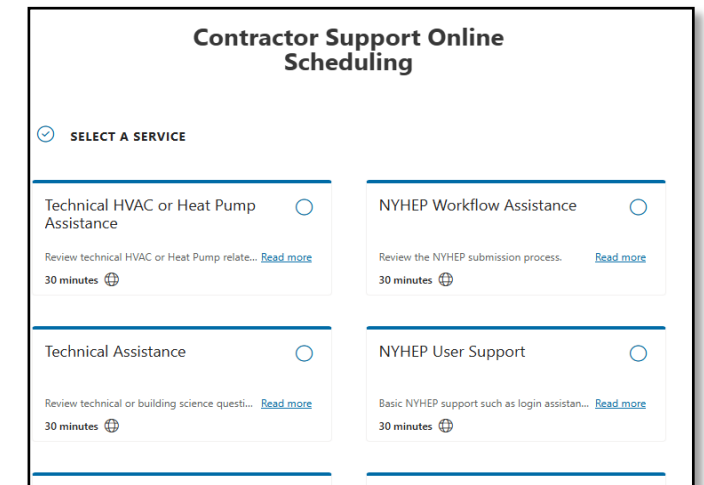 Contractor Support Online
Scheduling
SELECT A SERVICE
Technical HVAC or Heat Pump
Assistance
Review technical HVAC or Heat Pump relate... Read more
30 minutes
NYHEP Workflow Assistance
Review the NYHEP submission process. Read more
30 minutes
Technical Assistance
Review technical or building science questi... Read more
30 minutes
NYHEP User Support
Basic NYHEP support such as login assistan... Read more
30 minutes